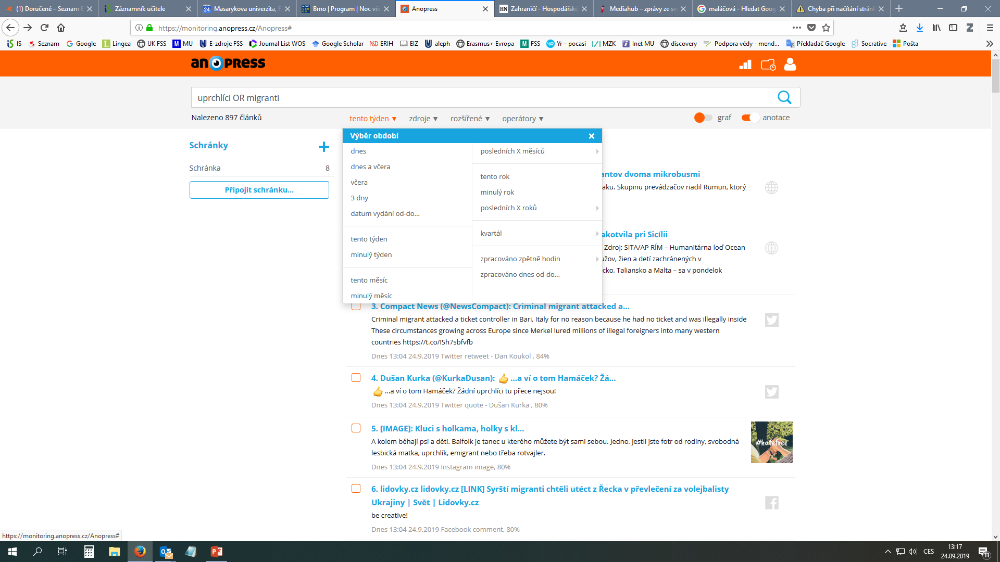 (1) Doručené – Seznam E
Záznamník učitele
Masarykova univerzita, F
Brno | Program | Noc vě
Anopress
Zahraničí - Hospodářské
Mediahub – zprávy ze sv
maláčová - Hledat Goog
Chyba při načítání stránk
https://monitoring.anopress.cz/Anopress#
IS
Seznam
Google
Lingea
UK FSS
MU
E-zdroje FSS
Journal List WOS
Google Scholar
ERIH
EIZ
aleph
Erasmus+ Evropa
FSS
Yr – pocasi
MZK
Inet MU
discovery
Podpora vědy - mend...
Překladač Google
Socrative
Pošta
anopress
uprchlíci OR migranti
Nalezeno 897 článků
tento týden ▼
zdroje ▼
rozšířené ▼
operátory ▼
graf
anotace
Schránky
Schránka 8
Připojit schránku...
Výběr období
dnes
dnes a včera
včera
3 dny
datum vydání od-do...
tento týden
minulý týden
tento měsíc
minulý měsíc
posledních X měsíců
tento rok
minulý rok
posledních X roků
kvartál
zpracováno zpětně hodin
zpracováno dnes od-do...
antov dvoma mikrobusmi
aku. Skupinu prevádzačov riadil Rumun, ktorý
akotvila pri Sicílii
Zdroj: SITA/AP RÍM – Humanitárna loď Ocean
užov, žien a detí zachránených v
cko, Taliansko a Malta – sa v pondelok
3. Compact News (@NewsCompact): Criminal migrant attacked a...
Criminal migrant attacked a ticket controller in Bari, Italy for no reason because he had no ticket and was illegally inside
These circumstances growing across Europe since Merkel lured millions of illegal foreigners into many western
countries https://t.co/ISh7sbfvfb
Dnes 13:04 24.9.2019 Twitter retweet - Dan Koukol , 84%
4. Dušan Kurka (@KurkaDusan): 👍 ...a ví o tom Hamáček? Žá...
👍 ...a ví o tom Hamáček? Žádní uprchlíci tu přece nejsou!
Dnes 13:04 24.9.2019 Twitter quote - Dušan Kurka , 80%
5. [IMAGE]: Kluci s holkama, holky s kl...
A kolem běhají psi a děti. Balfolk je tanec u kterého můžete být sami sebou. Jedno, jestli jste fotr od rodiny, svobodná
lesbická matka, uprchlík, emigrant nebo třeba rotvajler.
Dnes 13:04 24.9.2019 Instagram image, 80%
#hatefree
6. lidovky.cz lidovky.cz [LINK] Syrští migranti chtěli utéct z Řecka v převlečení za volejbalisty
Ukrajiny | Svět | Lidovky.cz
be creative!
Dnes 13:04 24.9.2019 Facebook comment, 80%
https://monitoring.anopress.cz/Anopress#
CES
13:17
24.09.2019
11